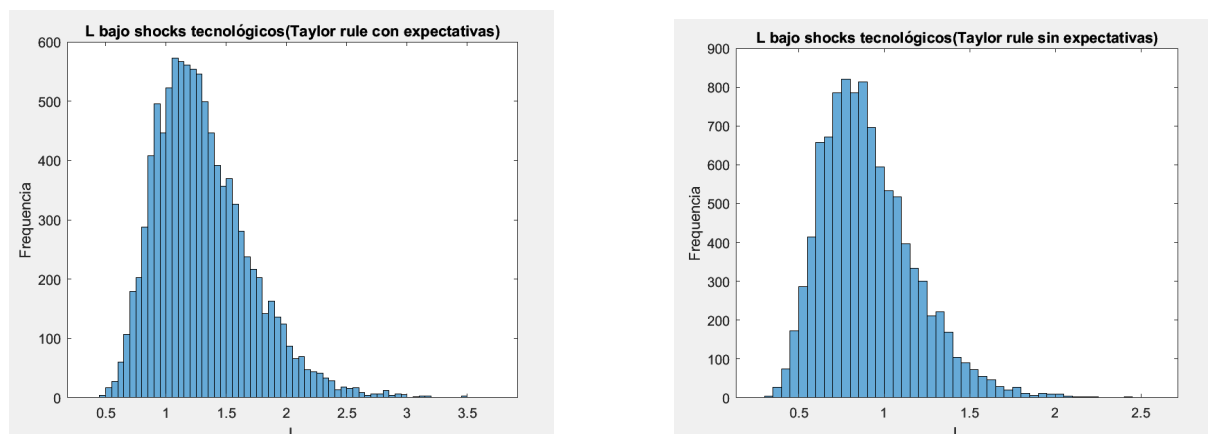 L bajo shocks tecnológicos(Taylor rule con expectativas)
600
500
400
300
200
100
0
Frequencia
0.5 1 1.5 2 2.5 3 3.5
L bajo shocks tecnológicos(Taylor rule sin expectativas)
900
800
700
600
500
400
300
200
100
0
Frequencia
0.5 1 1.5 2 2.5